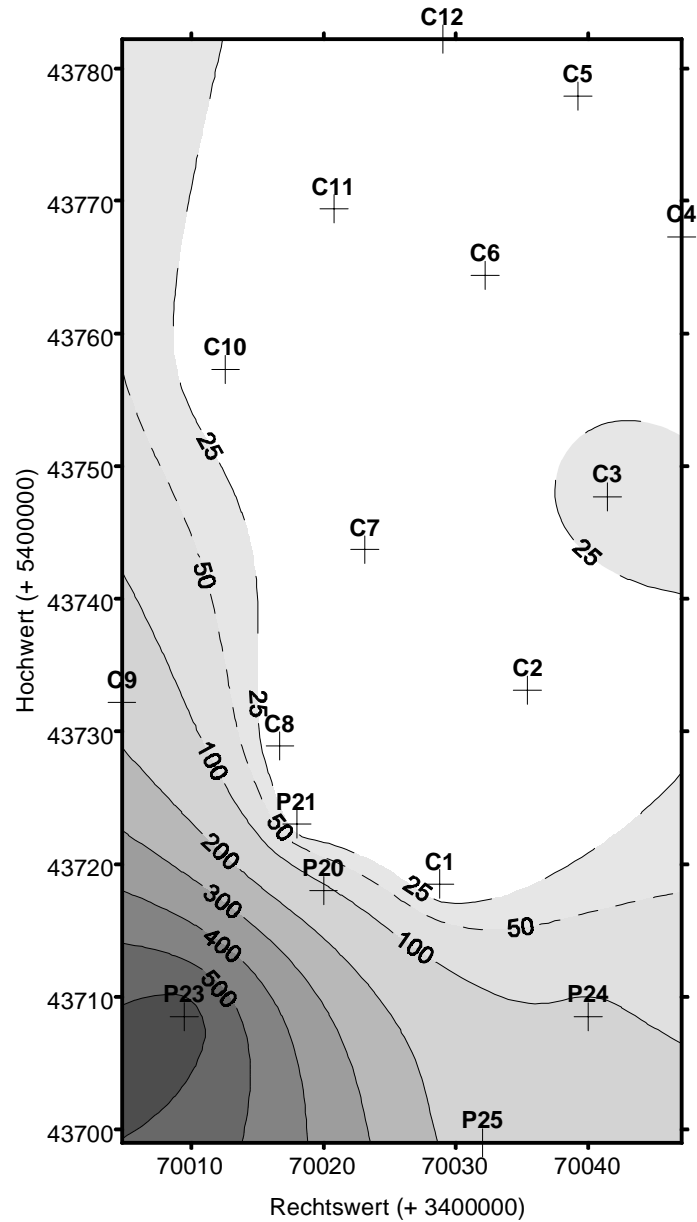 C12
43780
C5
C11
43770
C4
C6
43760
C10
25
43750
C3
C7
25
50
43740
C9
C2
25
C8
43730
100
P21
50
200
C1
43720
P20
25
300
50
400
100
500
P23
P24
43710
P25
43700
70010 70020 70030 70040
Rechtswert (+ 3400000)
Hochwert (+ 5400000)